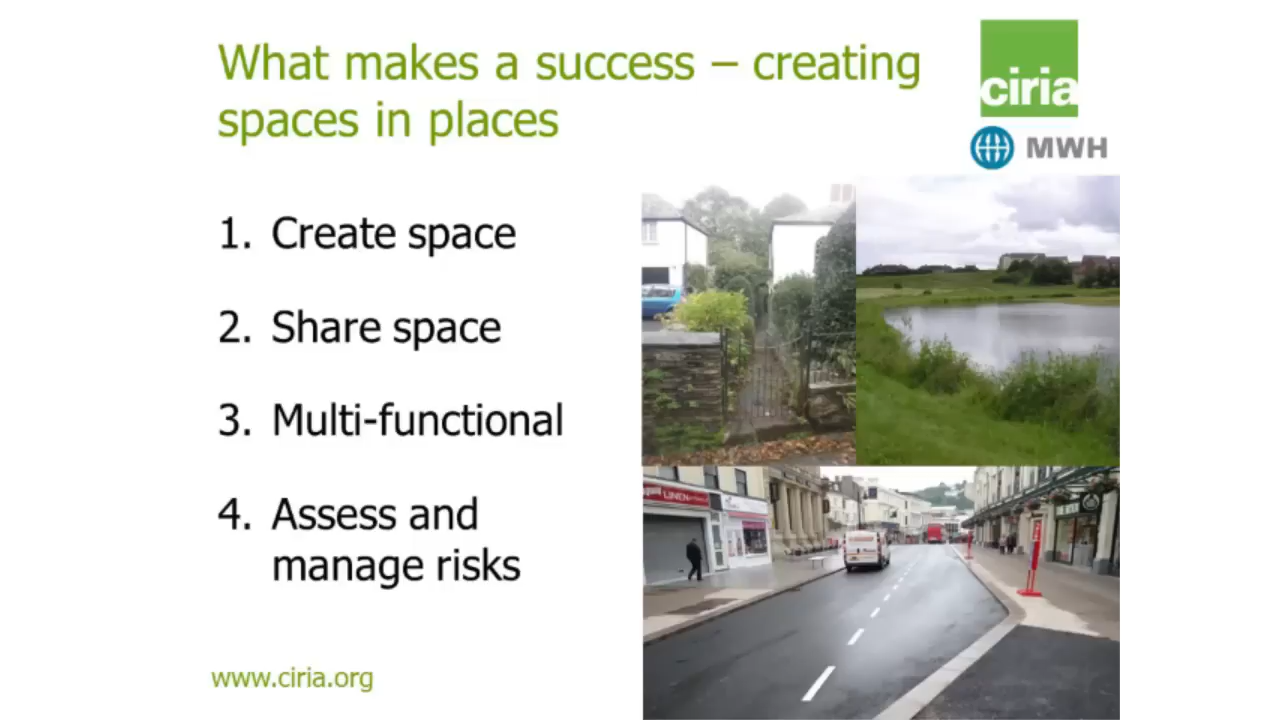 What makes a success – creating
spaces in places
ciria
MWH
1. Create space
2. Share space
3. Multi-functional
4. Assess and
manage risks
LINEN
www.ciria.org